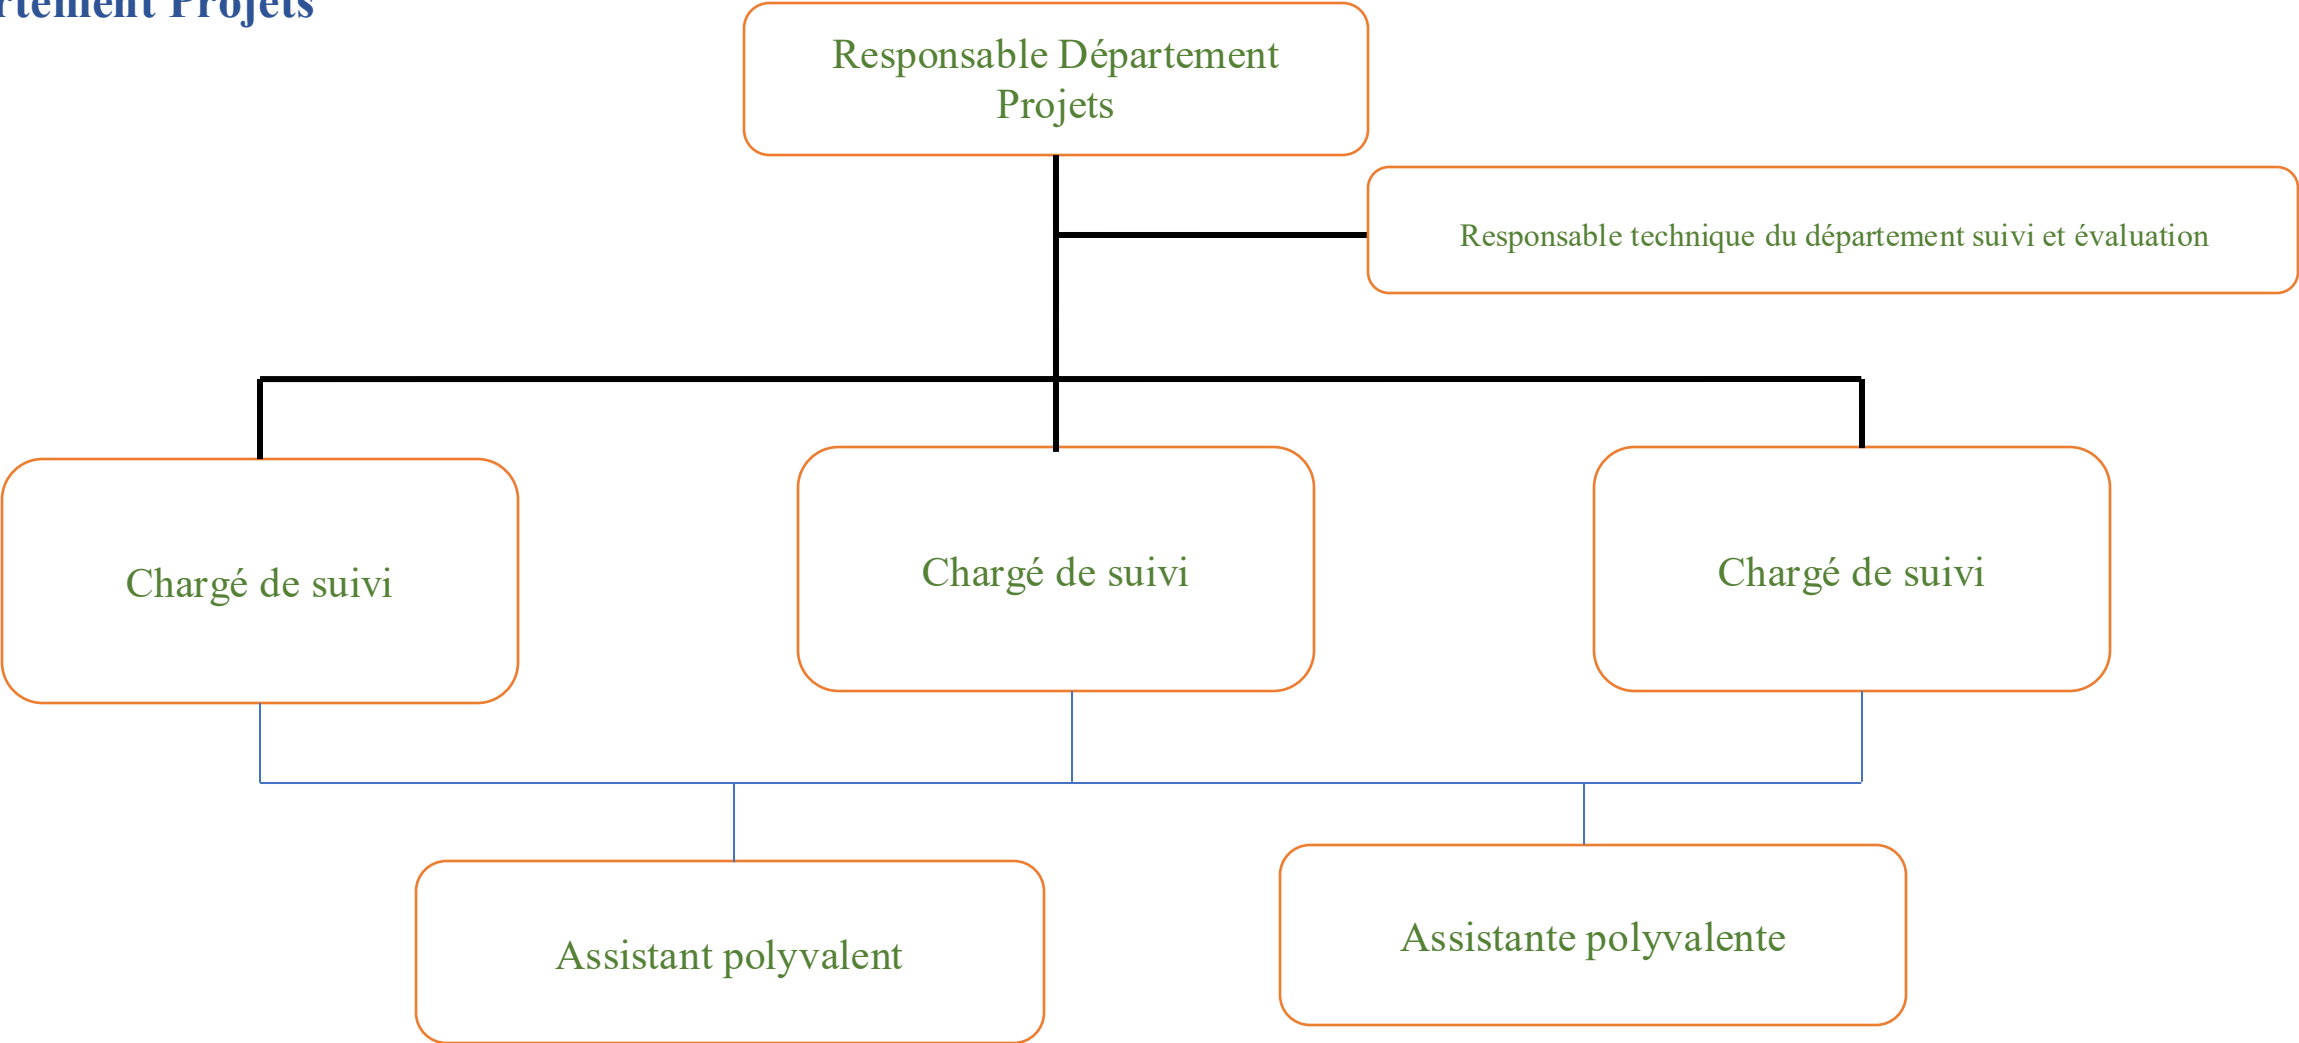 Projets
Responsable Département
Projets
Responsable technique du département suivi et évaluation
Chargé de suivi
Chargé de suivi
Chargé de suivi
Assistant polyvalent
Assistante polyvalente